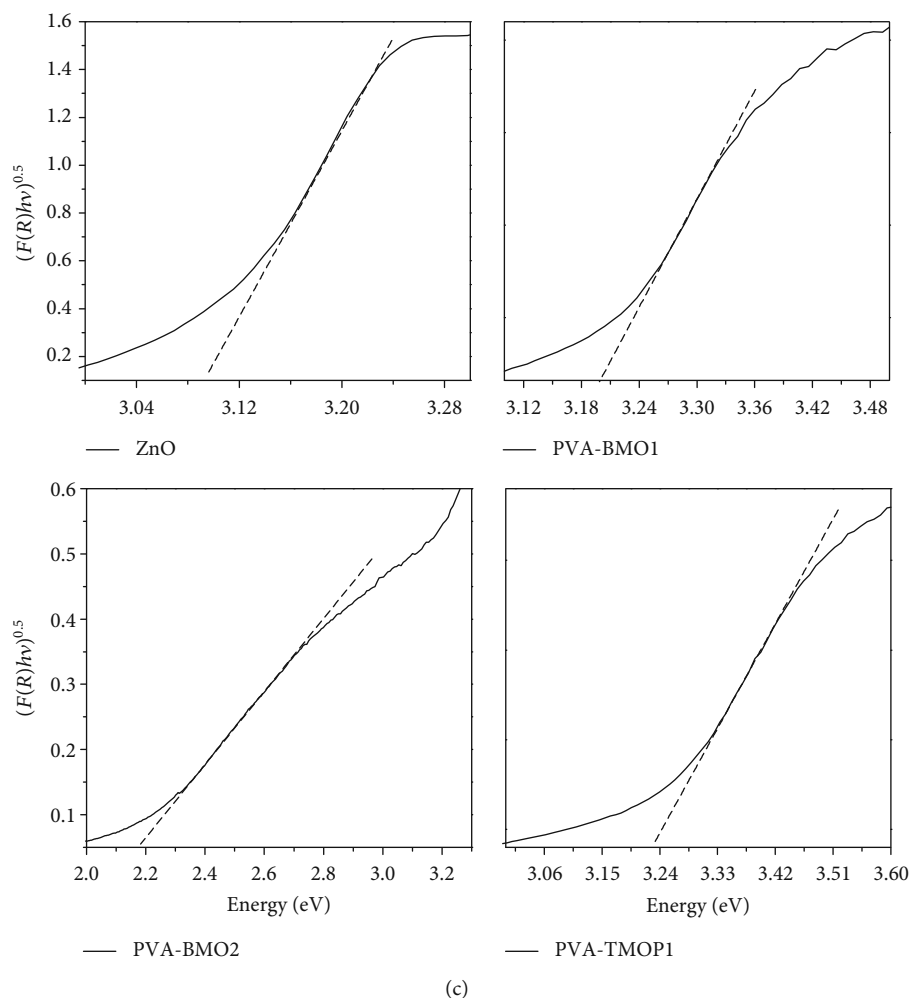 (F(R)hν)^0.5
1.6
1.4
1.2
1.0
0.8
0.6
0.4
0.2
3.04 3.12 3.20 3.28
3.12 3.18 3.24 3.30 3.36 3.42 3.48
ZnO
PVA-BMO1
(F(R)hν)^0.5
0.6
0.5
0.4
0.3
0.2
0.1
2.0 2.2 2.4 2.6 2.8 3.0 3.2
3.06 3.15 3.24 3.33 3.42 3.51 3.60
Energy (eV)
Energy (eV)
PVA-BMO2
PVA-TMOP1
(c)